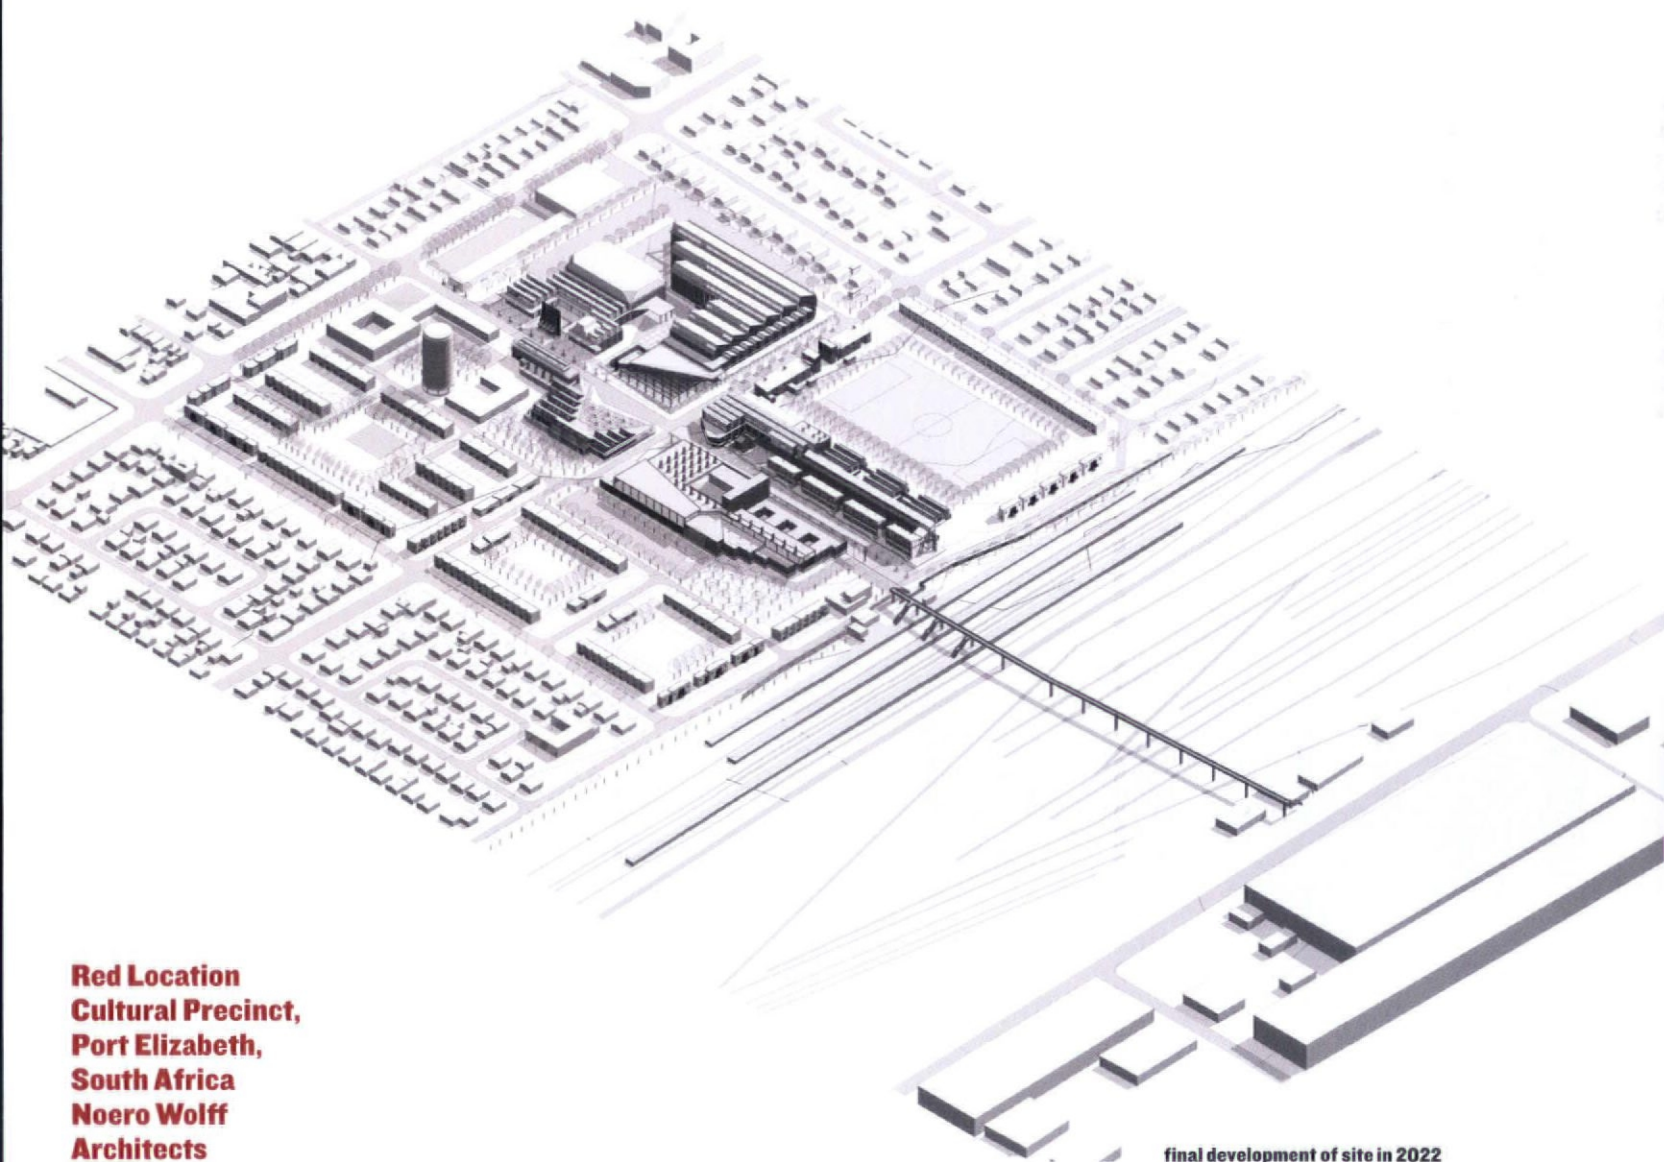 Red Location
Cultural Precinct,
Port Elizabeth,
South Africa
Noero Wolff
Architects
final development of site in 2022